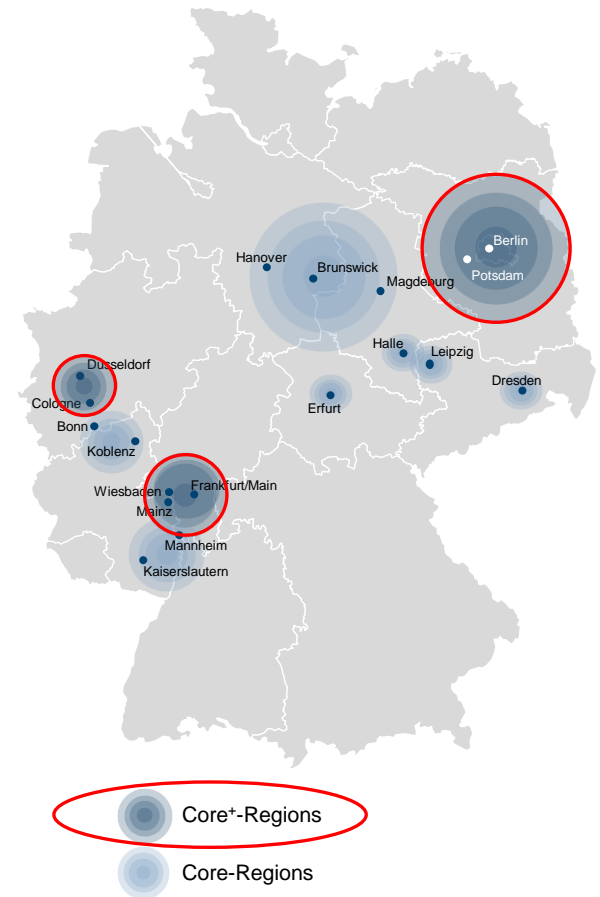 Berlin
Hanover
Brunswick
Potsdam
Magdeburg
Halle
Leipzig
Düsseldorf
Dresden
Cologne
Erfurt
Bonn
Koblenz
Wiesbaden
Frankfurt/Main
Mainz
Mannheim
Kaiserslautern
Core⁺-Regions
Core-Regions